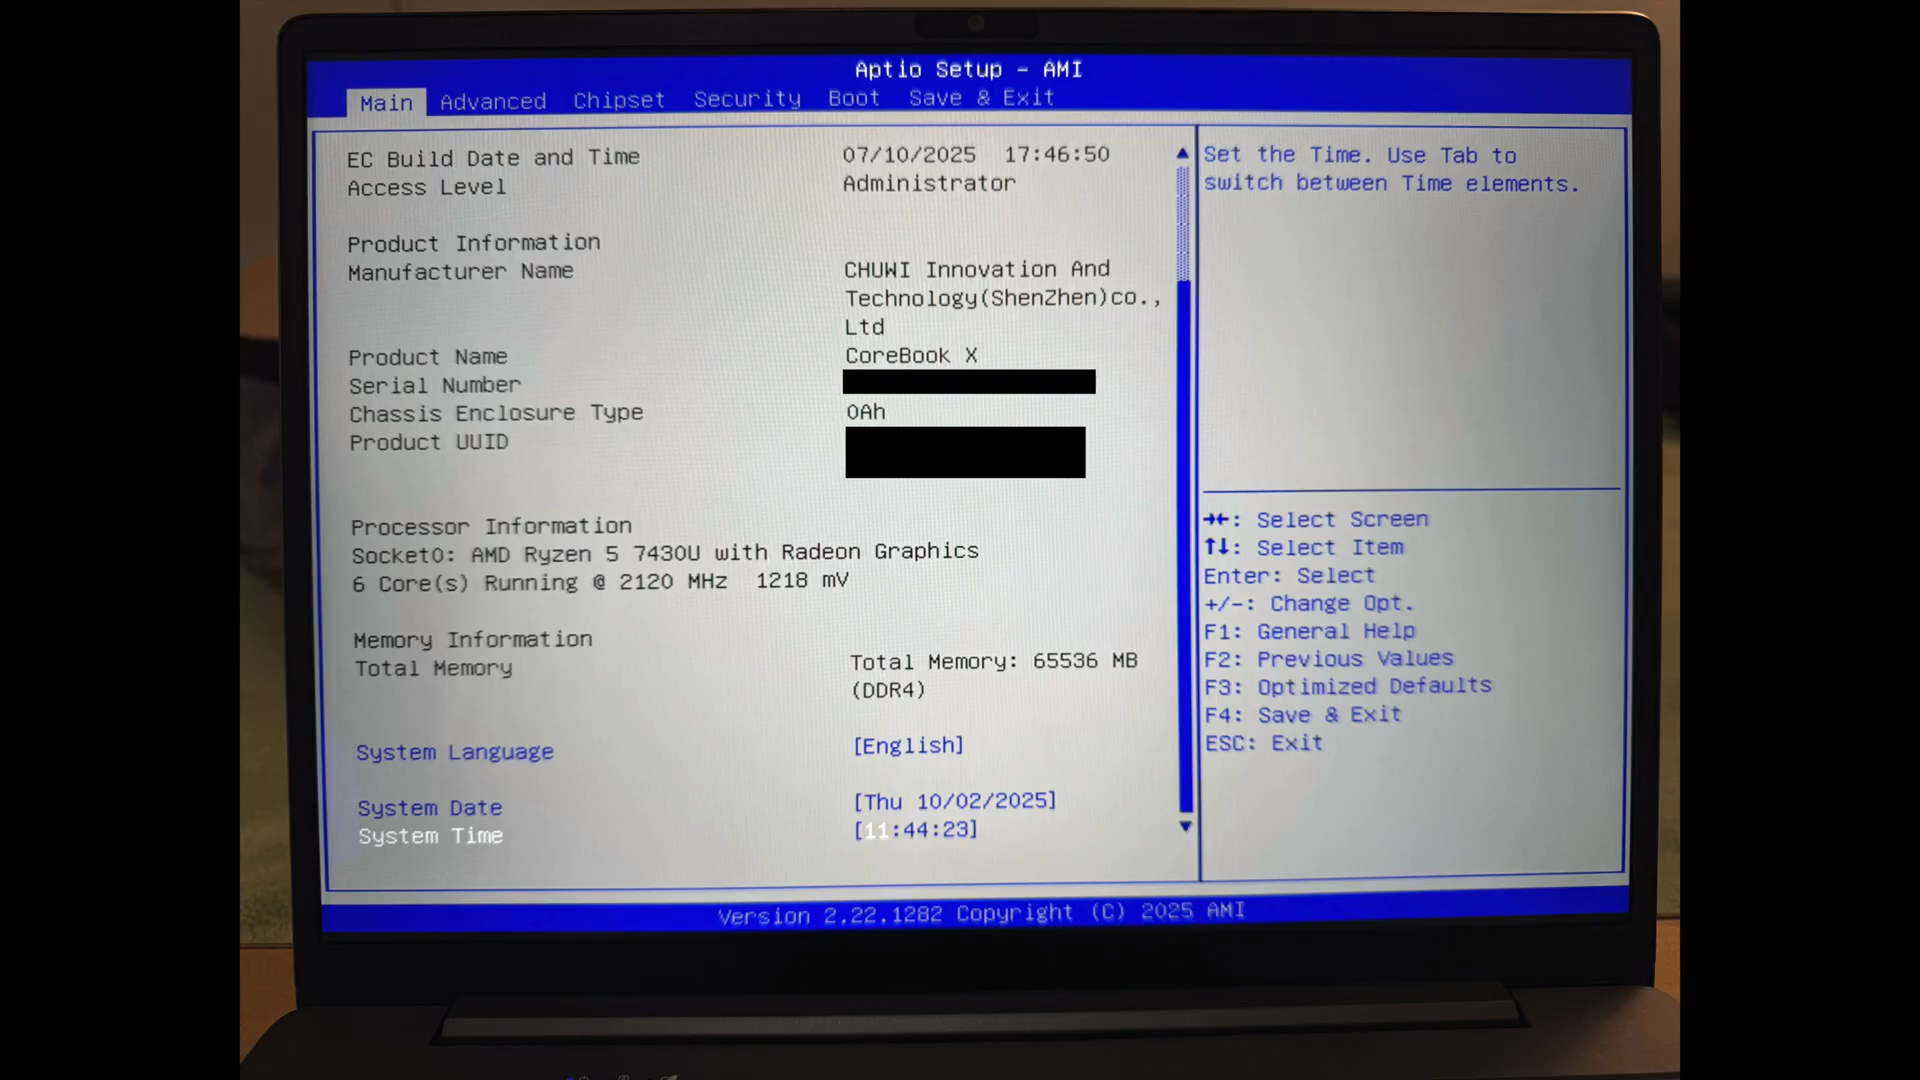 Aptio Setup - AMI
Main Advanced Chipset Security Boot Save & Exit
EC Build Date and Time 07/10/2025 17:46:50
Access Level Administrator
Product Information
Manufacturer Name CHUWI Innovation And
Technology(ShenZhen)co.,
Ltd
Product Name CoreBook X
Serial Number
Chassis Enclosure Type 0Ah
Product UUID
Processor Information
Socket0: AMD Ryzen 5 7430U with Radeon Graphics
6 Core(s) Running @ 2120 MHz 1218 mV
Memory Information
Total Memory Total Memory: 65536 MB
(DDR4)
System Language [English]
System Date [Thu 10/02/2025]
System Time [11:44:23]
Set the Time. Use Tab to
switch between Time elements.
→←: Select Screen
↑↓: Select Item
Enter: Select
+/-: Change Opt.
F1: General Help
F2: Previous Values
F3: Optimized Defaults
F4: Save & Exit
ESC: Exit
Version 2.22.1282 Copyright (C) 2025 AMI